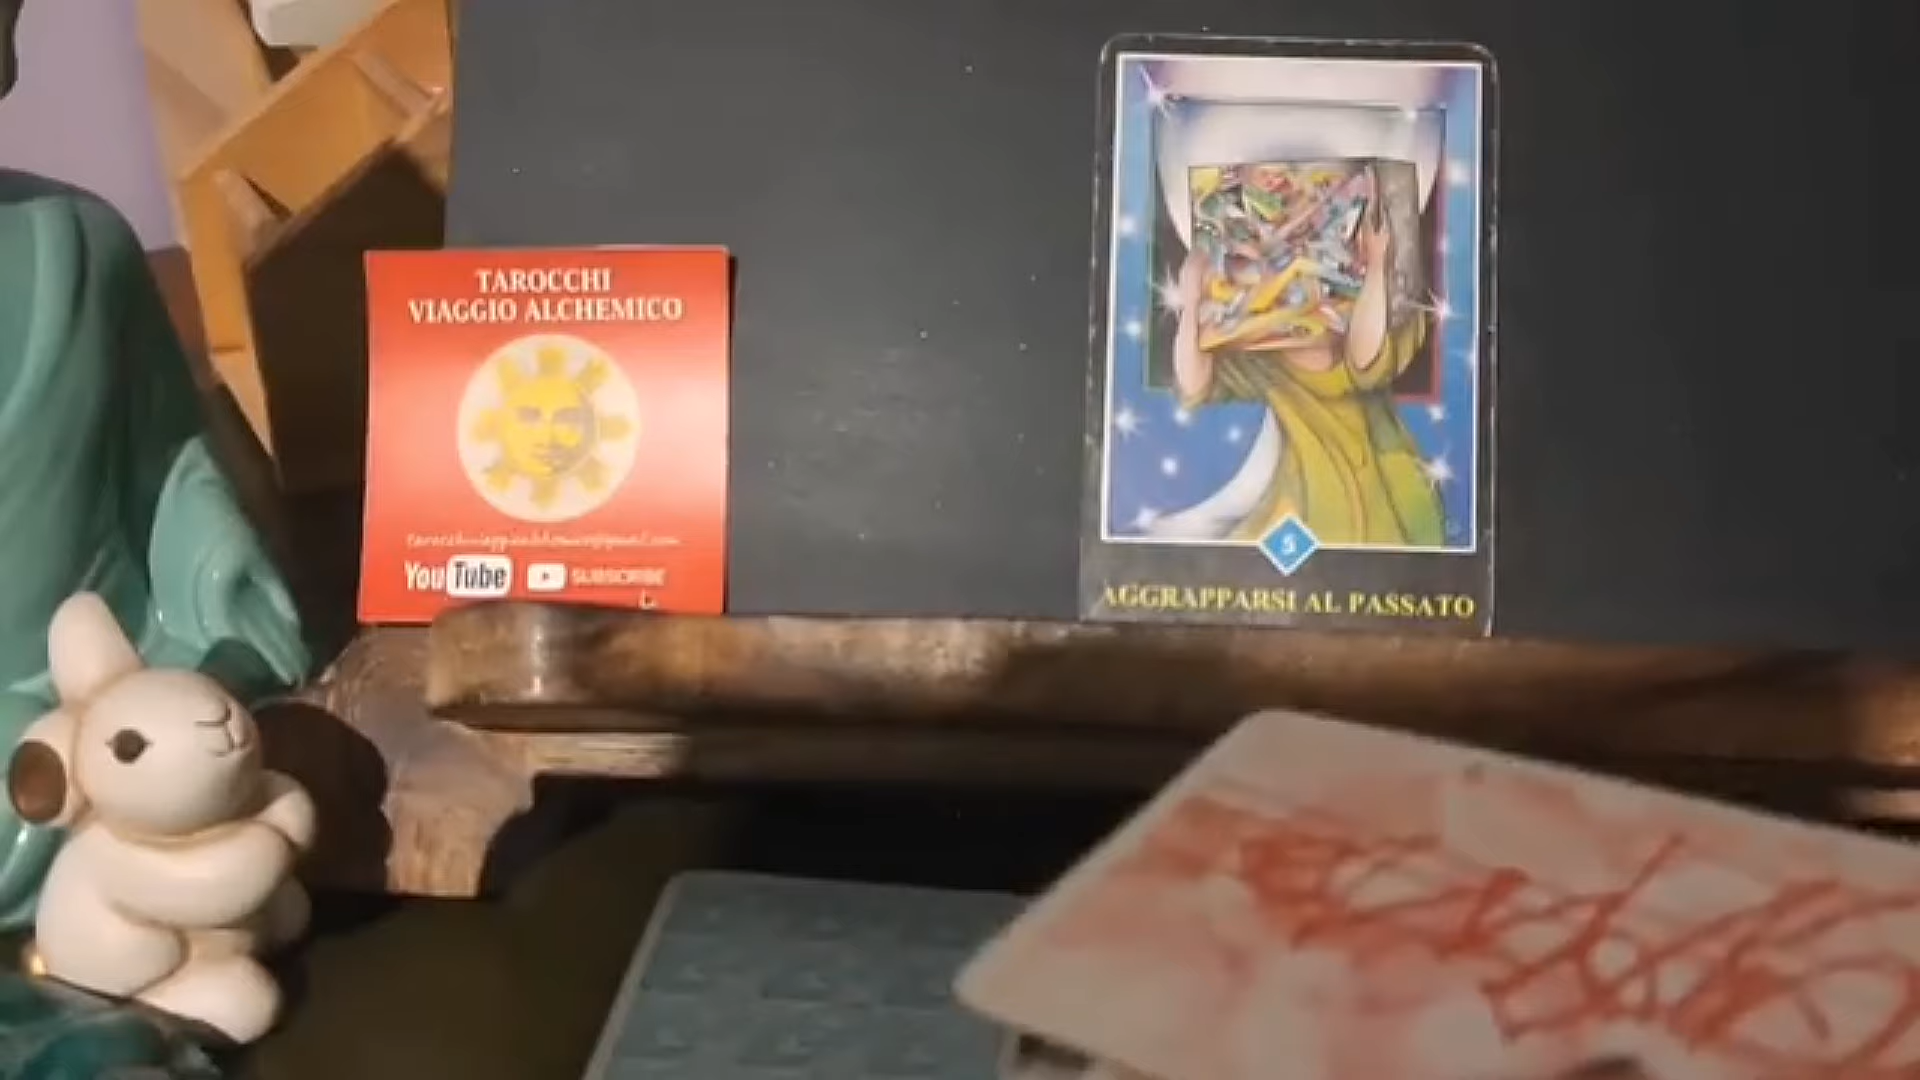 TAROCCHI
VIAGGIO ALCHEMICO
YouTube SUBSCRIBE
5
AGGRAPPARSI AL PASSATO